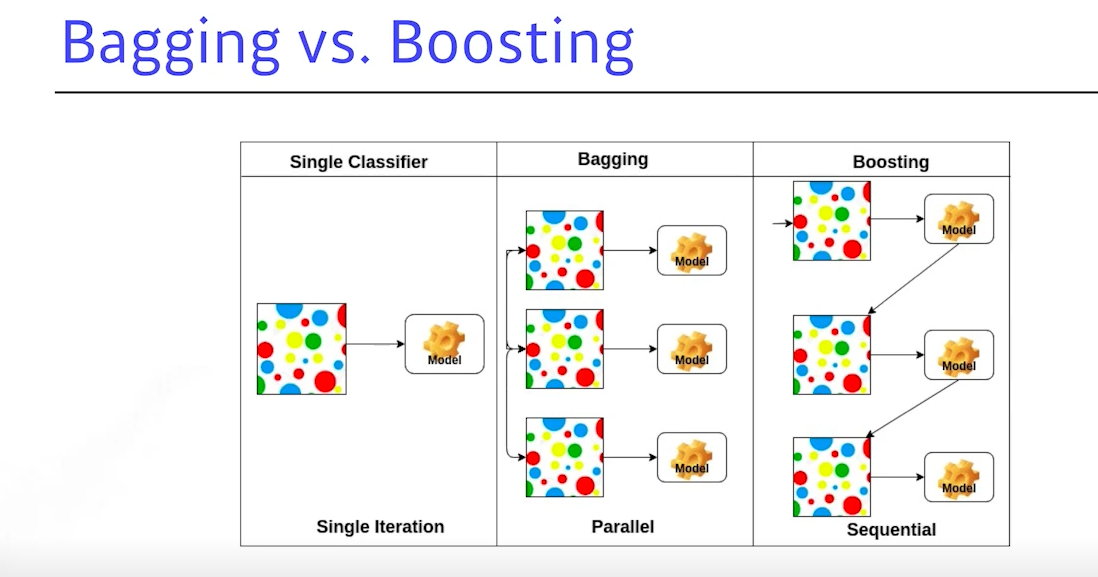 Bagging vs. Boosting
Single Classifier
Bagging
Boosting
Model
Model
Model
Model
Model
Model
Model
Single Iteration
Parallel
Sequential